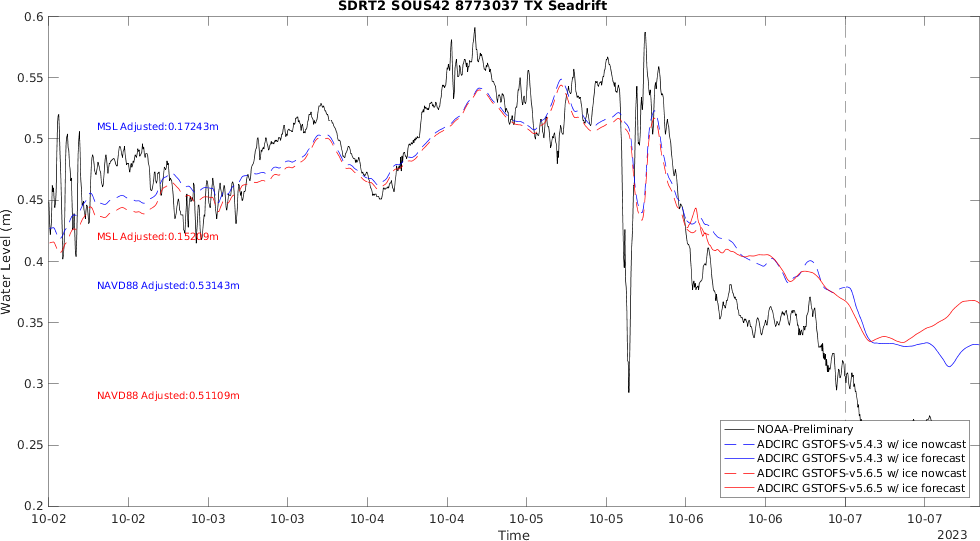 SDRT2 SOUS42 8773037 TX Seadrift
0.6
0.55
0.5
0.45
0.4
0.35
0.3
0.25
0.2
Water Level (m)
MSL Adjusted:0.17243m
MSL Adjusted:0.15209m
NAVD88 Adjusted:0.53143m
NAVD88 Adjusted:0.51109m
NOAA-Preliminary
ADCIRC GSTOFS-v5.4.3 w/ ice nowcast
ADCIRC GSTOFS-v5.4.3 w/ ice forecast
ADCIRC GSTOFS-v5.6.5 w/ ice nowcast
ADCIRC GSTOFS-v5.6.5 w/ ice forecast
10-02 10-02 10-03 10-03 10-04 10-04 10-05 10-05 10-06 10-06 10-07 10-07
Time
2023